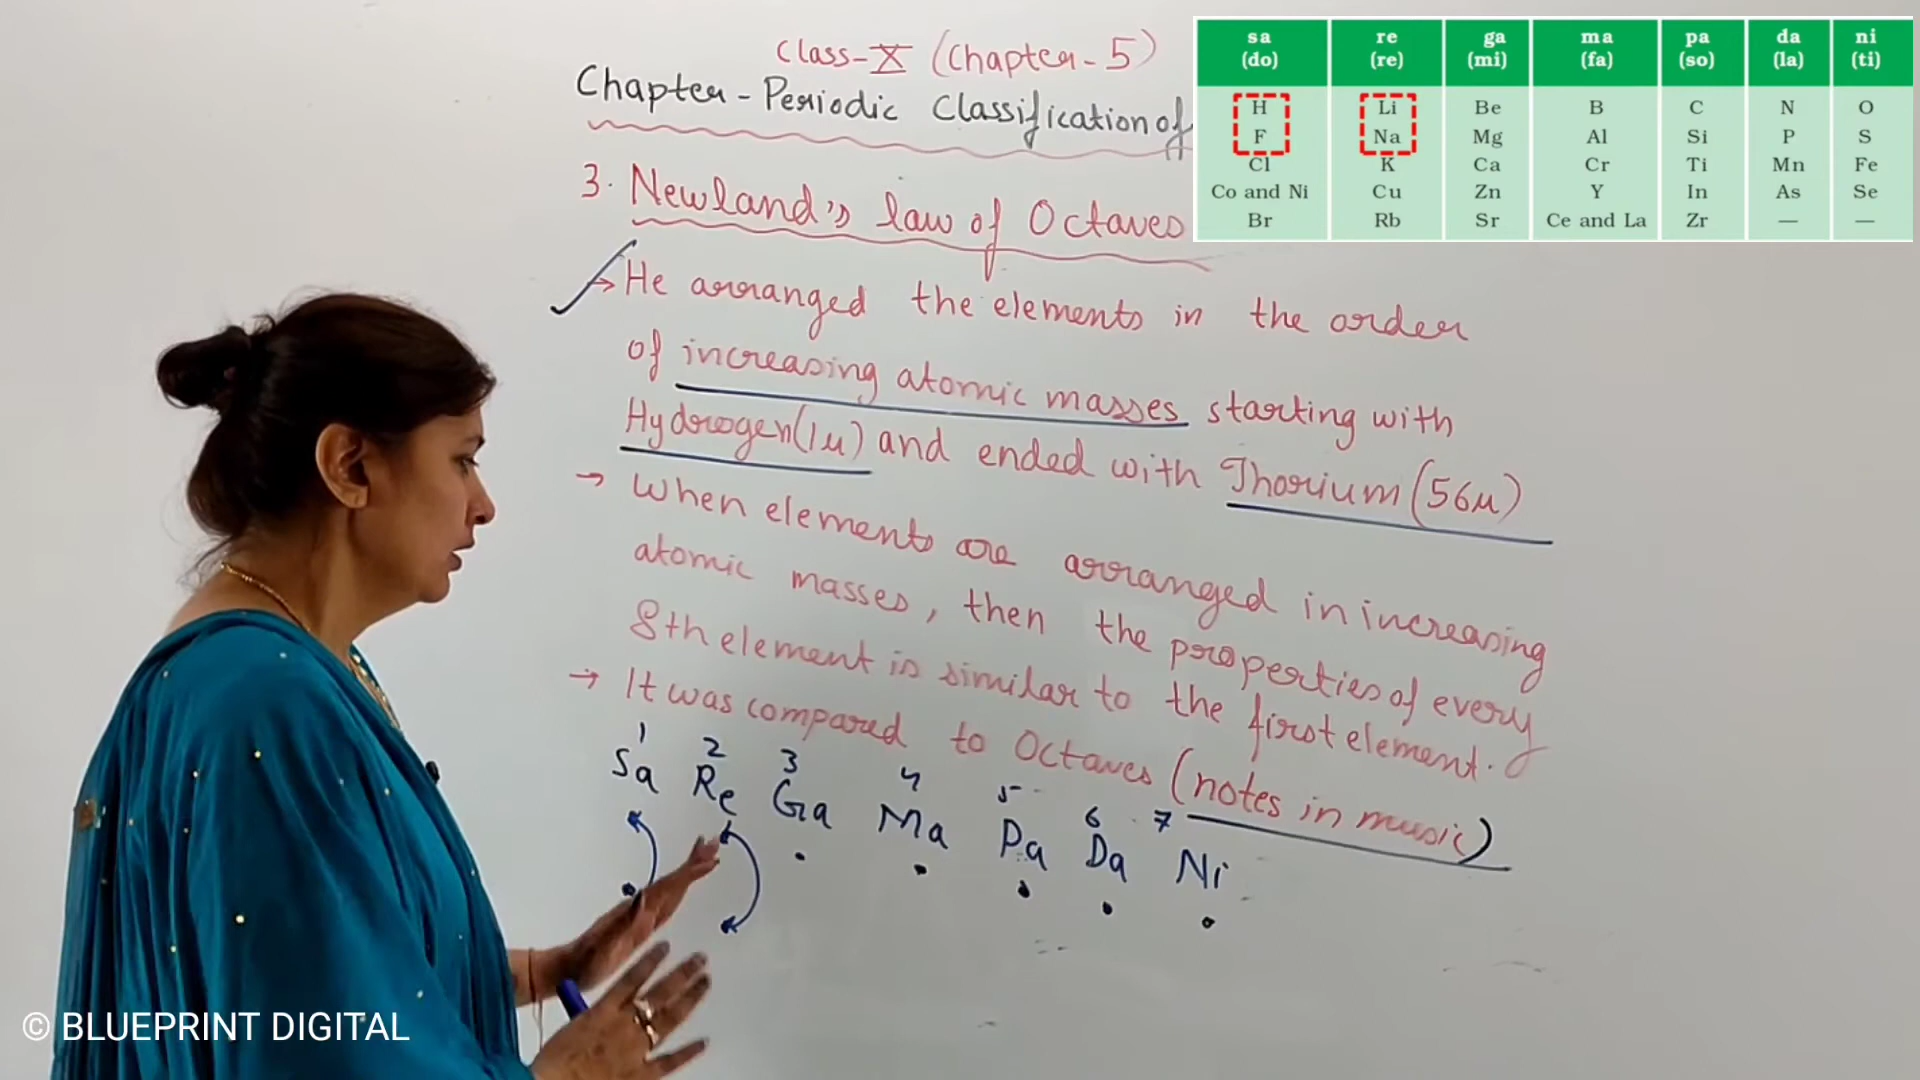 Class-X (Chapter-5)
Chapter - Periodic Classification of
3. Newland's law of Octaves
→ He arranged the elements in the order
of increasing atomic masses starting with
Hydrogen(1u) and ended with Thorium(56u)
→ When elements are arranged in increasing
atomic masses, then the properties of every
8th element is similar to the first element.
→ It was compared to Octaves (notes in music)
1 2 3 4 5 6 7
Sa Re Ga Ma Pa Da Ni
sa re ga ma pa da ni
(do) (re) (mi) (fa) (so) (la) (ti)
H Li Be B C N O
F Na Mg Al Si P S
Cl K Ca Cr Ti Mn Fe
Co and Ni Cu Zn Y In As Se
Br Rb Sr Ce and La Zr — —
© BLUEPRINT DIGITAL